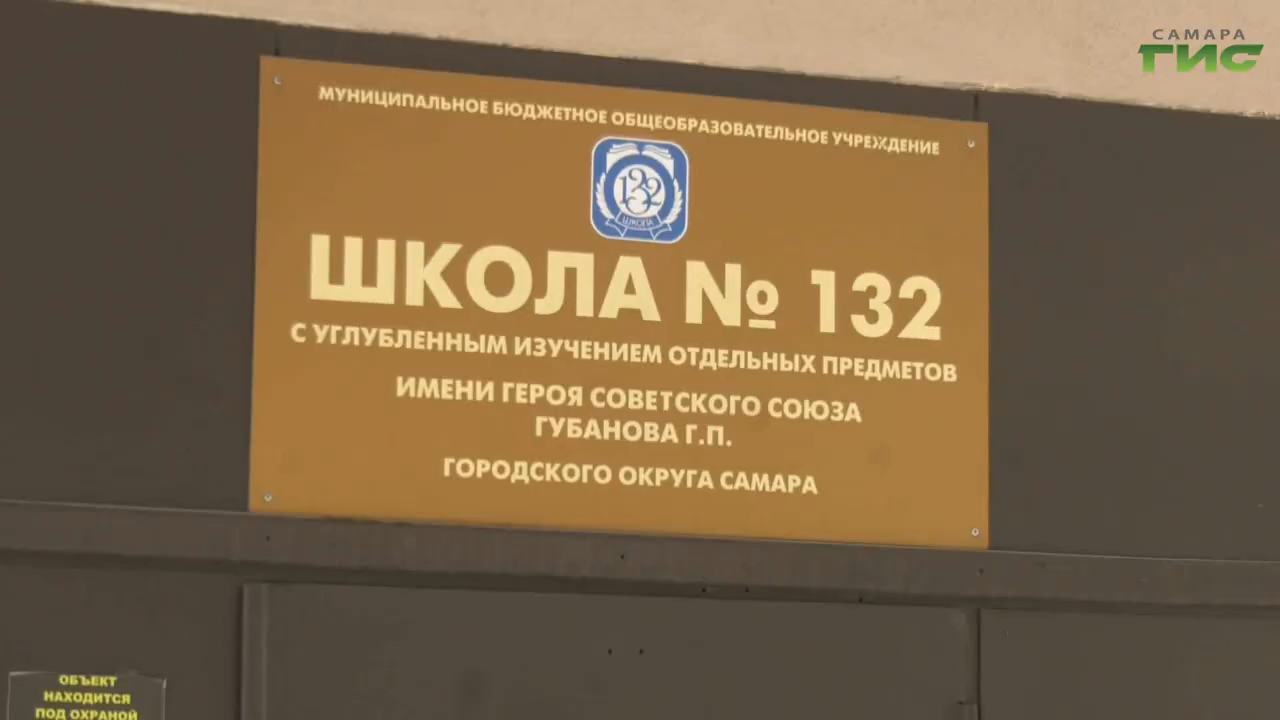 САМАРА
ГИС
МУНИЦИПАЛЬНОЕ БЮДЖЕТНОЕ ОБЩЕОБРАЗОВАТЕЛЬНОЕ УЧРЕЖДЕНИЕ
132
ШКОЛА
ШКОЛА № 132
С УГЛУБЛЕННЫМ ИЗУЧЕНИЕМ ОТДЕЛЬНЫХ ПРЕДМЕТОВ
ИМЕНИ ГЕРОЯ СОВЕТСКОГО СОЮЗА
ГУБАНОВА Г.П.
ГОРОДСКОГО ОКРУГА САМАРА
ОБЪЕКТ
НАХОДИТСЯ
ПОД ОХРАНОЙ